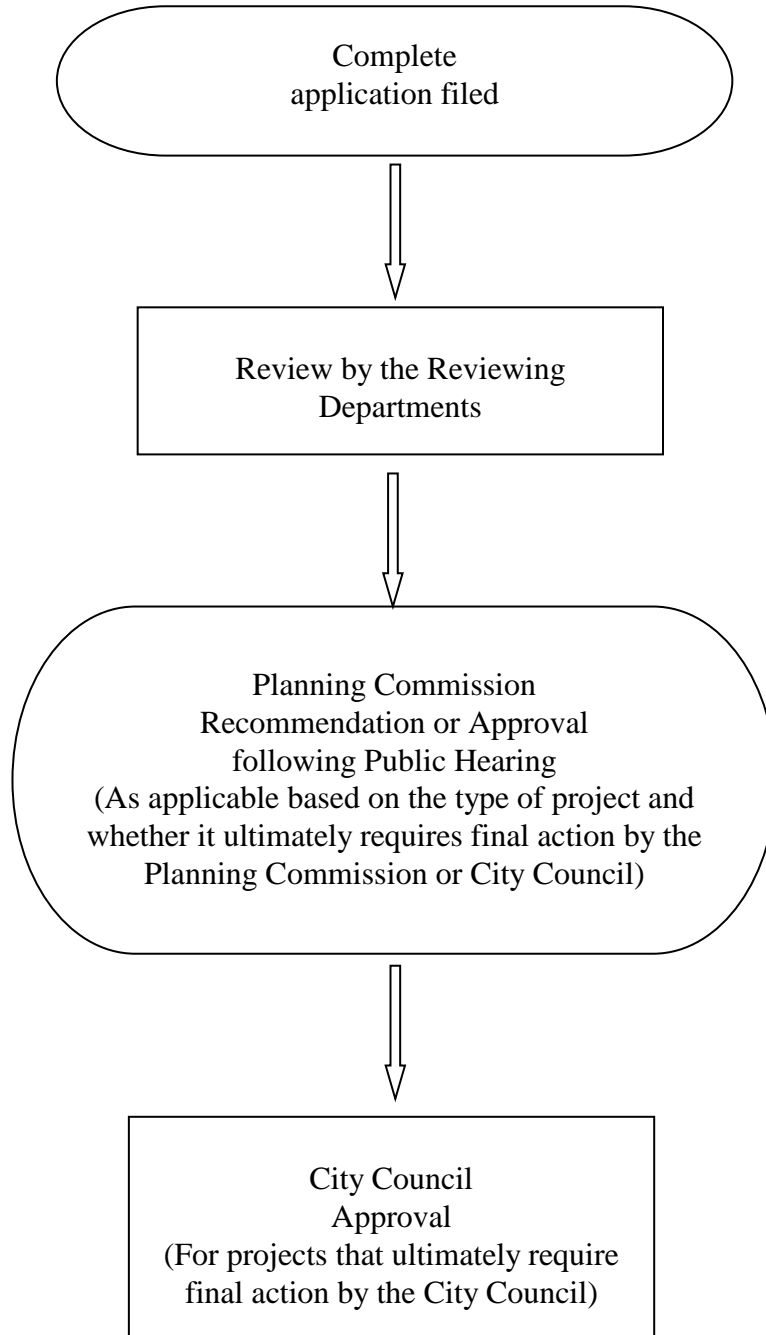 Complete
application filed
Review by the Reviewing
Departments
Planning Commission
Recommendation or Approval
following Public Hearing
(As applicable based on the type of project and
whether it ultimately requires final action by the
Planning Commission or City Council)
City Council
Approval
(For projects that ultimately require
final action by the City Council)